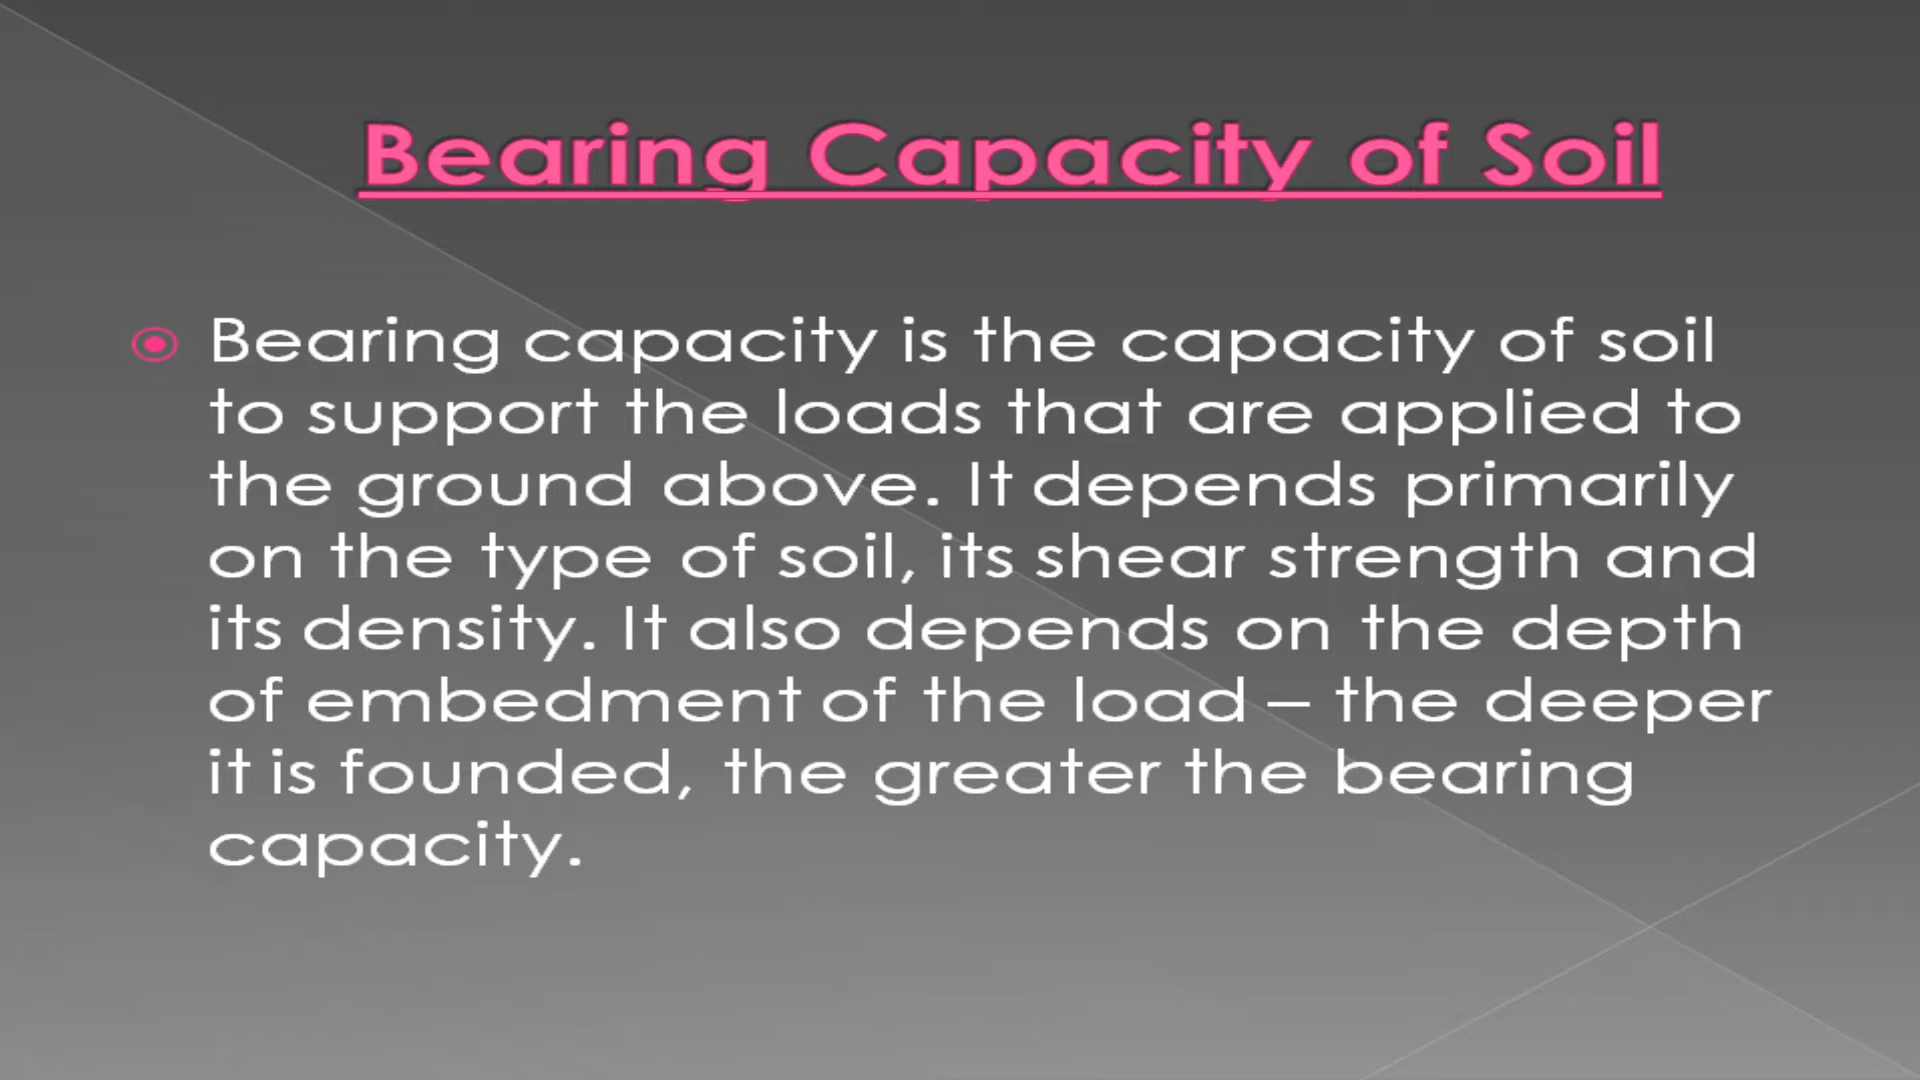 Bearing Capacity of Soil
Bearing capacity is the capacity of soil
to support the loads that are applied to
the ground above. It depends primarily
on the type of soil, its shear strength and
its density. It also depends on the depth
of embedment of the load – the deeper
it is founded, the greater the bearing
capacity.